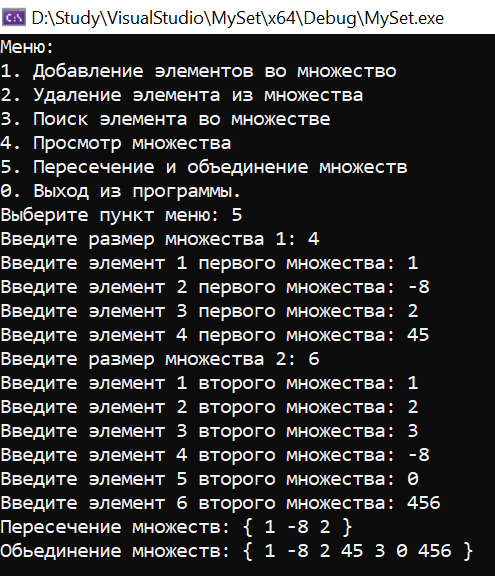 D:\Study\VisualStudio\MySet\x64\Debug\MySet.exe
Меню:
1. Добавление элементов во множество
2. Удаление элемента из множества
3. Поиск элемента во множестве
4. Просмотр множества
5. Пересечение и объединение множеств
0. Выход из программы.
Выберите пункт меню: 5
Введите размер множества 1: 4
Введите элемент 1 первого множества: 1
Введите элемент 2 первого множества: -8
Введите элемент 3 первого множества: 2
Введите элемент 4 первого множества: 45
Введите размер множества 2: 6
Введите элемент 1 второго множества: 1
Введите элемент 2 второго множества: 2
Введите элемент 3 второго множества: 3
Введите элемент 4 второго множества: -8
Введите элемент 5 второго множества: 0
Введите элемент 6 второго множества: 456
Пересечение множеств: { 1 -8 2 }
Обьединение множеств: { 1 -8 2 45 3 0 456 }